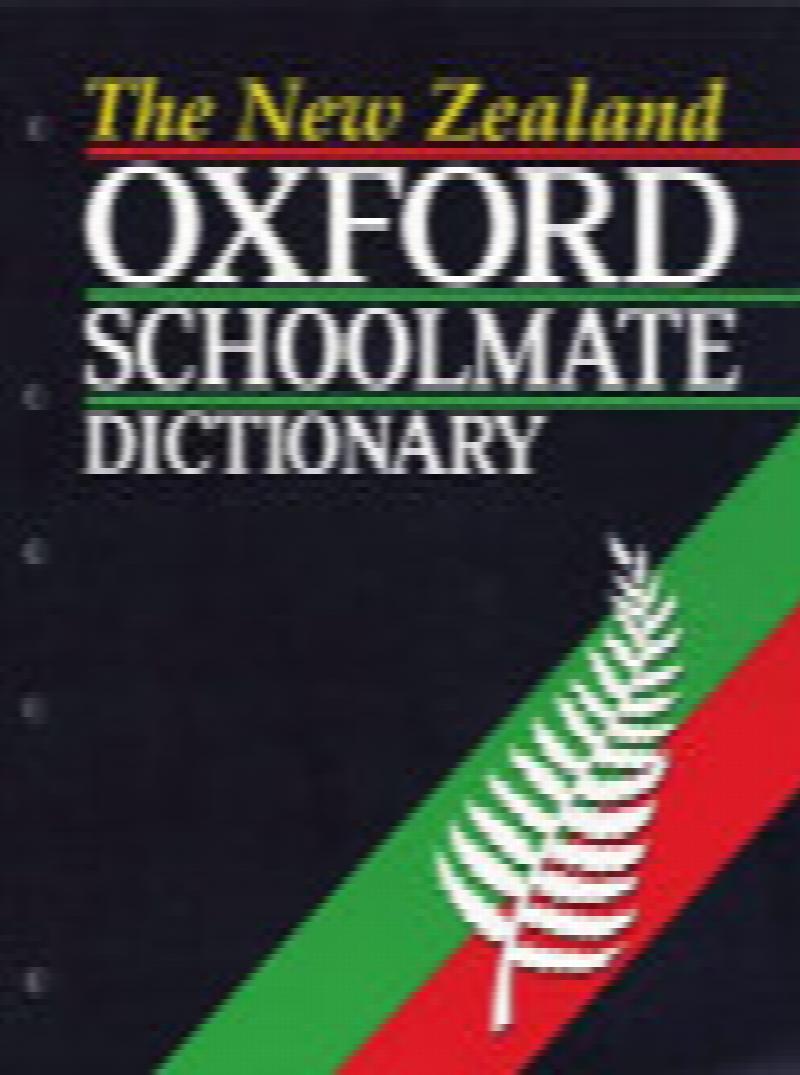 The New Zealand
OXFORD
SCHOOLMATE
DICTIONARY